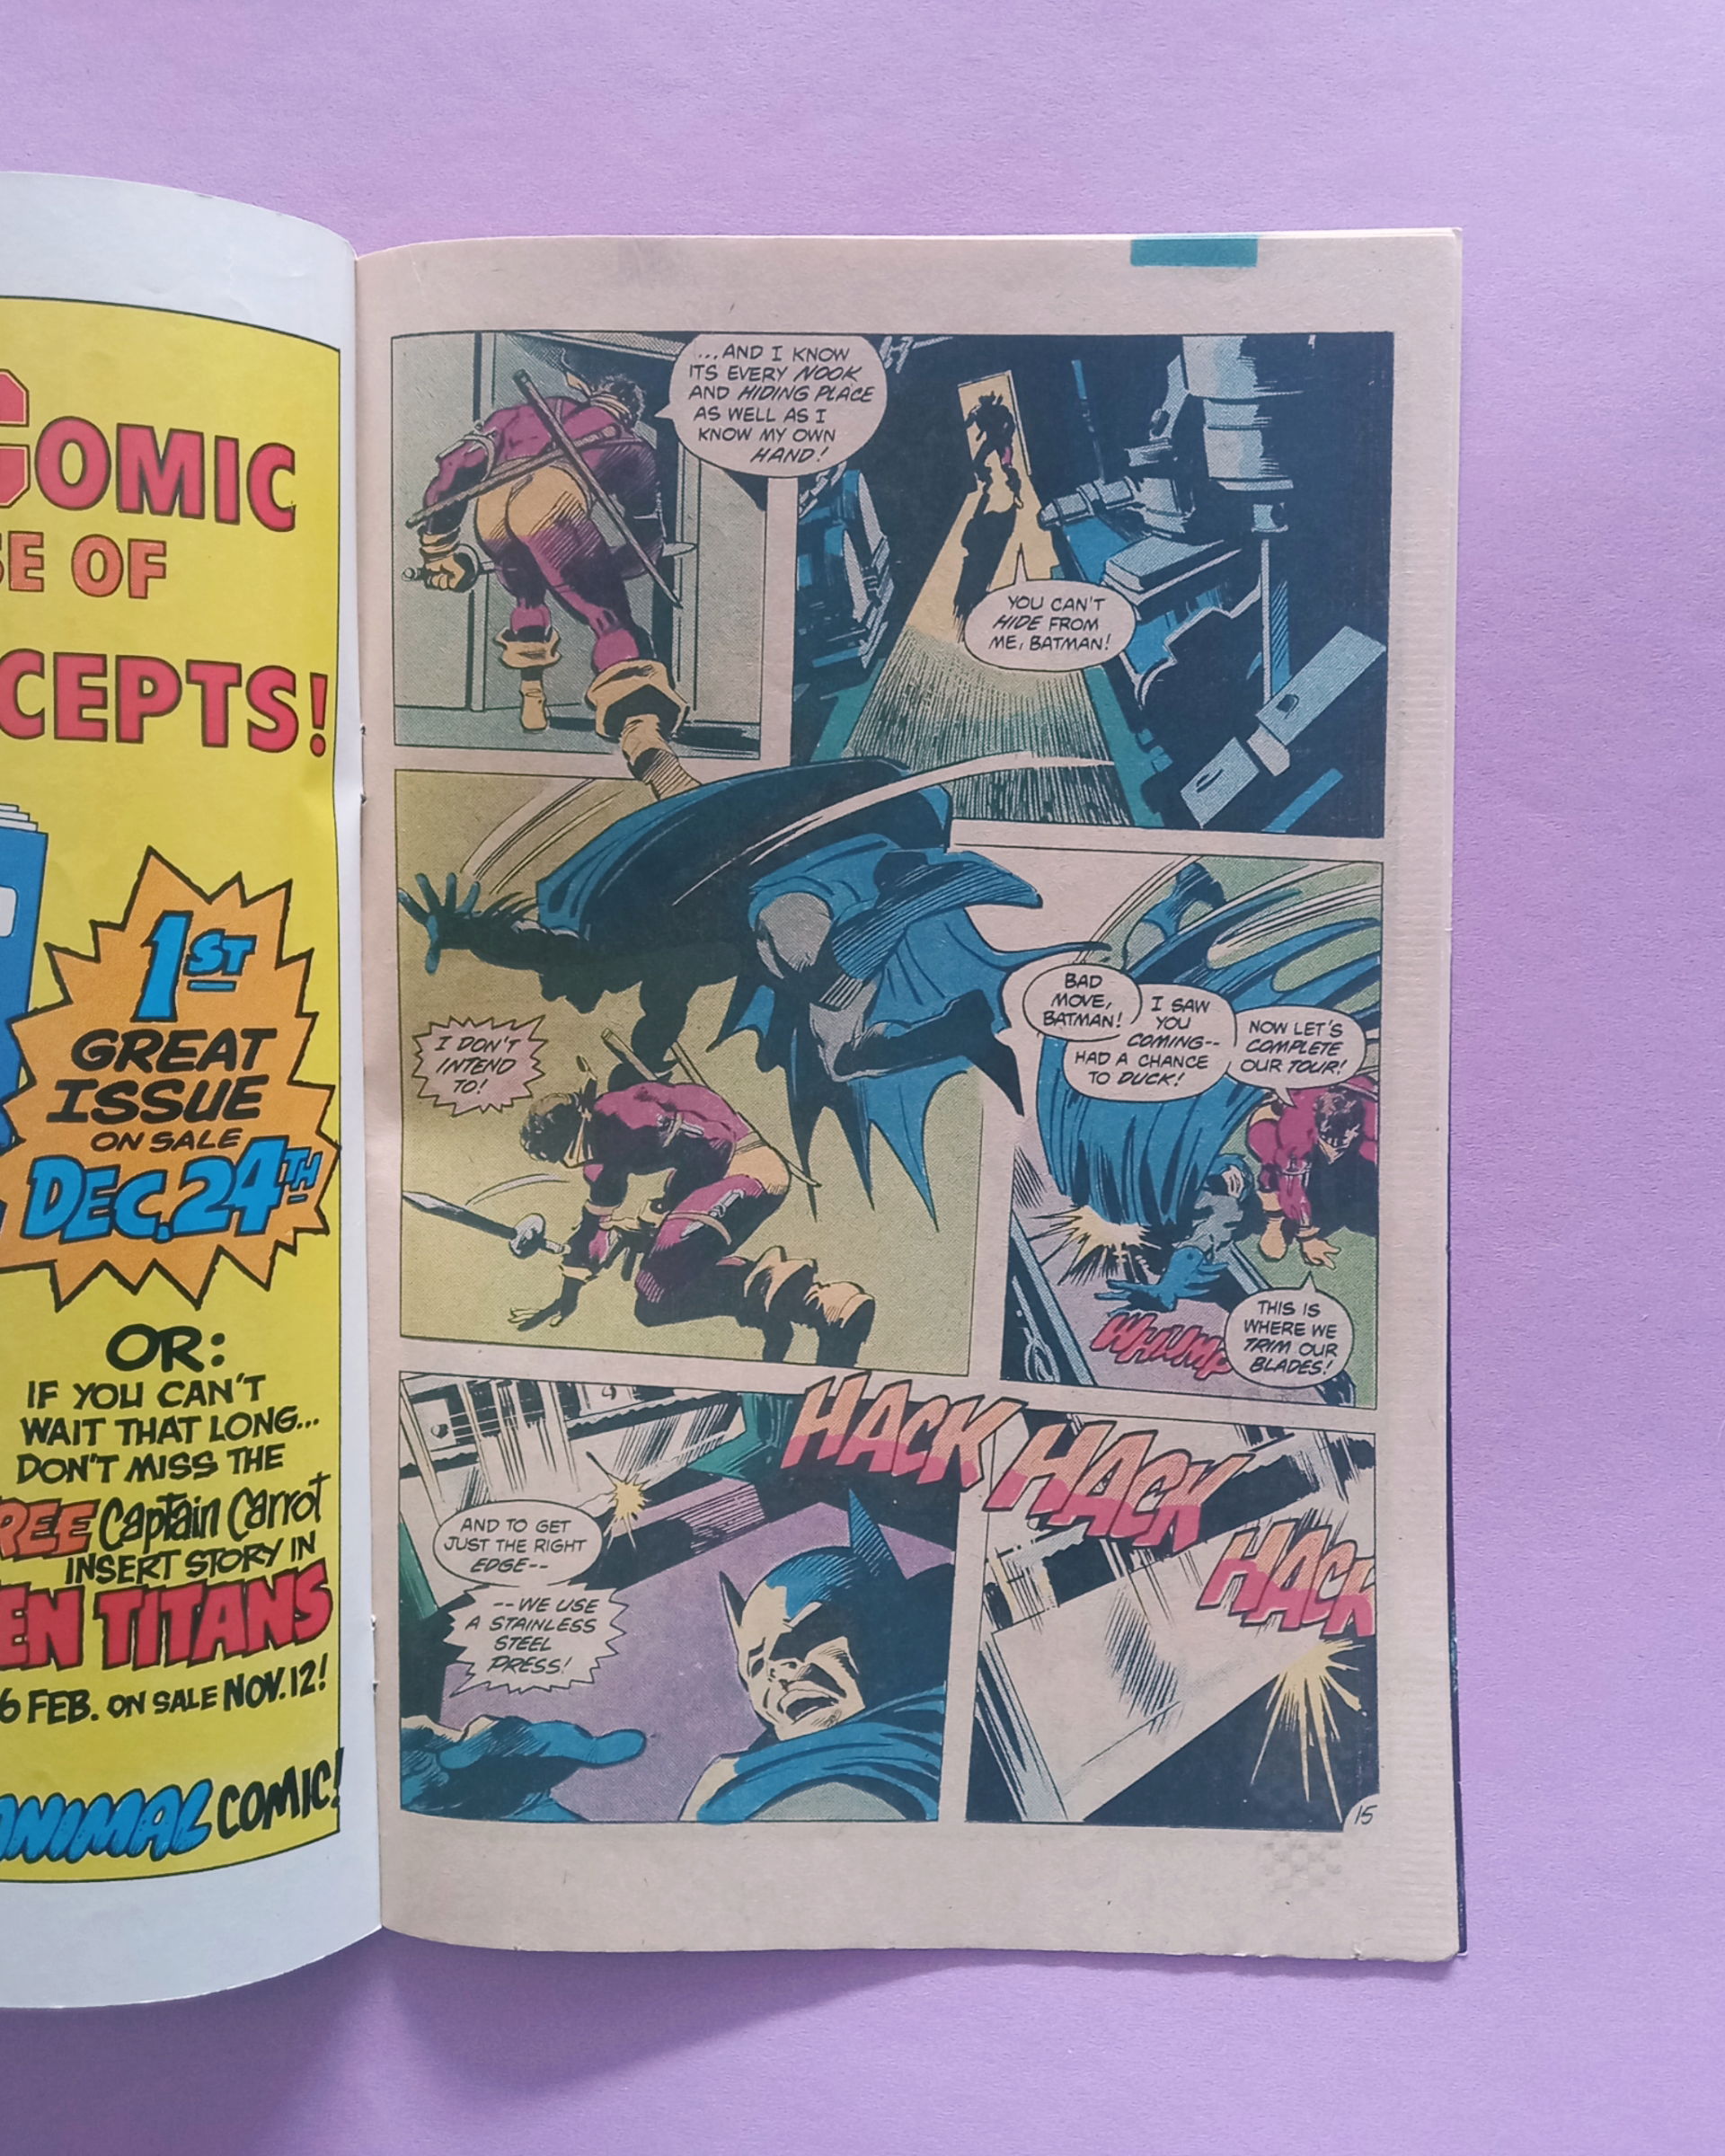 COMIC
SE OF
CEPTS!
1ST
GREAT
ISSUE
ON SALE
DEC. 24TH
OR:
IF YOU CAN'T
WAIT THAT LONG...
DON'T MISS THE
REE Captain Carrot
INSERT STORY IN
EN TITANS
6 FEB. ON SALE NOV. 12!
ANIMAL COMIC!
...AND I KNOW
ITS EVERY NOOK
AND HIDING PLACE
AS WELL AS I
KNOW MY OWN
HAND!
YOU CAN'T
HIDE FROM
ME, BATMAN!
I DON'T
INTEND
TO!
BAD
MOVE,
BATMAN!
I SAW
YOU
COMING--
HAD A CHANCE
TO DUCK!
NOW LET'S
COMPLETE
OUR TOUR!
WHUMP
THIS IS
WHERE WE
TRIM OUR
BLADES!
AND TO GET
JUST THE RIGHT
EDGE--
--WE USE
A STAINLESS
STEEL
PRESS!
HACK HACK
HACK
15